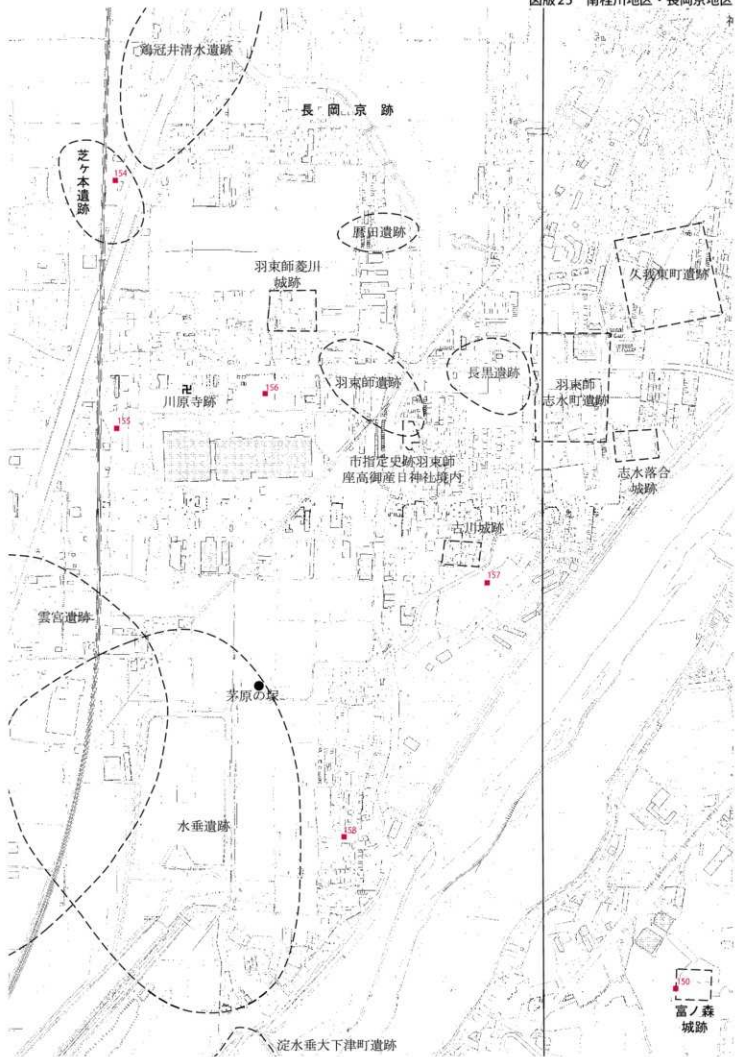 図版25 南桂川地区・長岡京地区
鶏冠井清水遺跡
長岡京跡
芝ケ本遺跡
154
暦田遺跡
久我東町遺跡
羽束師菱川
城跡
羽束師遺跡
長黒遺跡
羽束師
志水町遺跡
卍
川原寺跡
156
155
市指定史跡羽束師
座高御産日神社境内
志水落合
城跡
古川城跡
157
雲宮遺跡
茅原の塚
水垂遺跡
158
150
富ノ森
城跡
淀水垂大下津町遺跡